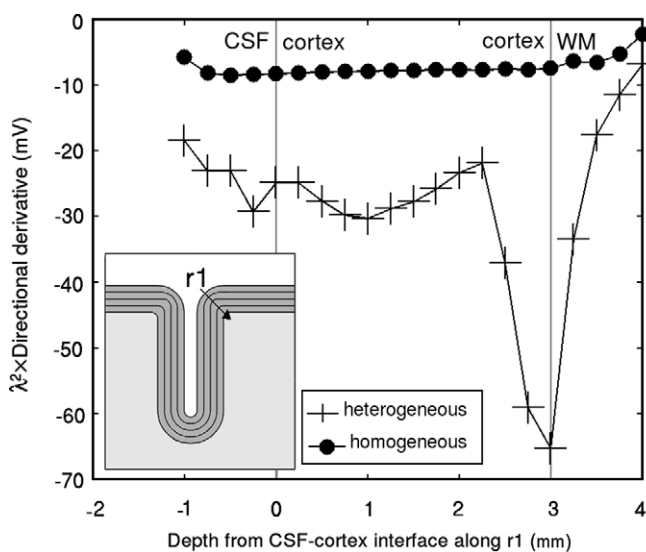 0
-10
-20
-30
-40
-50
-60
-70
λ²×Directional derivative (mV)
CSF cortex
cortex WM
r1
heterogeneous
homogeneous
-2 -1 0 1 2 3 4
Depth from CSF-cortex interface along r1 (mm)